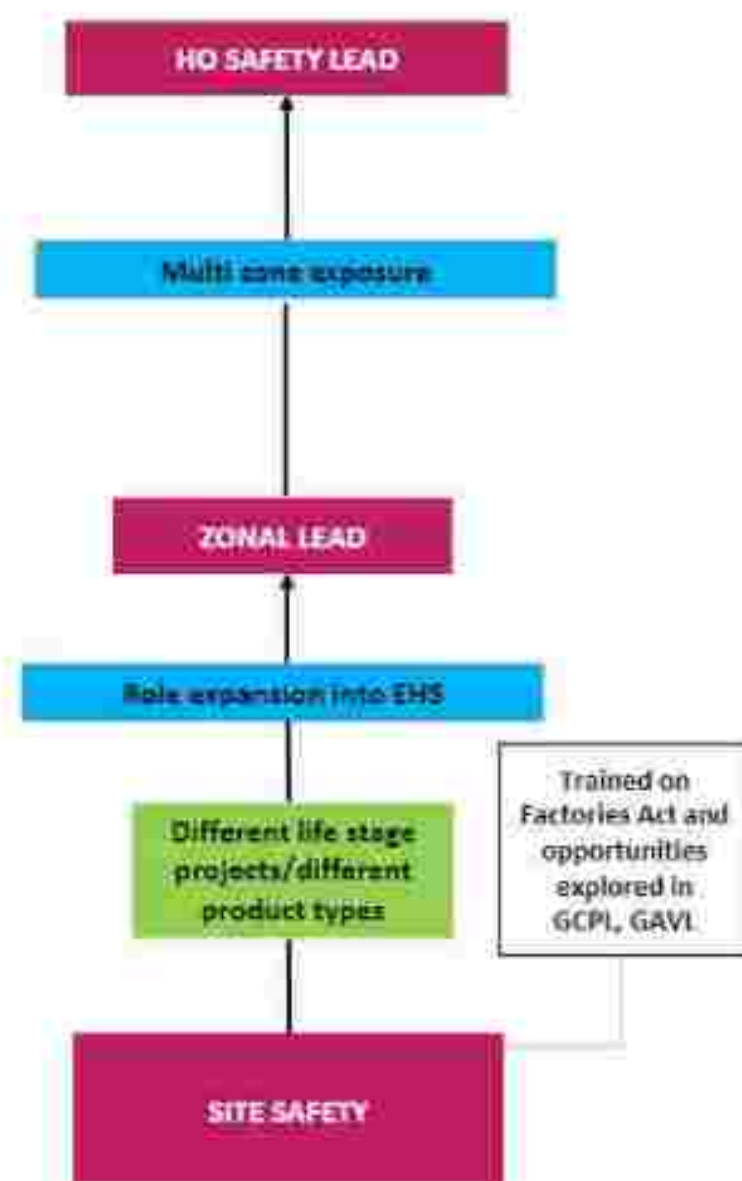 HO SAFETY LEAD
Multi zone exposure
ZONAL LEAD
Role expansion into EHS
Different life stage
projects/different
product types
Trained on
Factories Act and
opportunities
explored in
GCPL, GAVL
SITE SAFETY